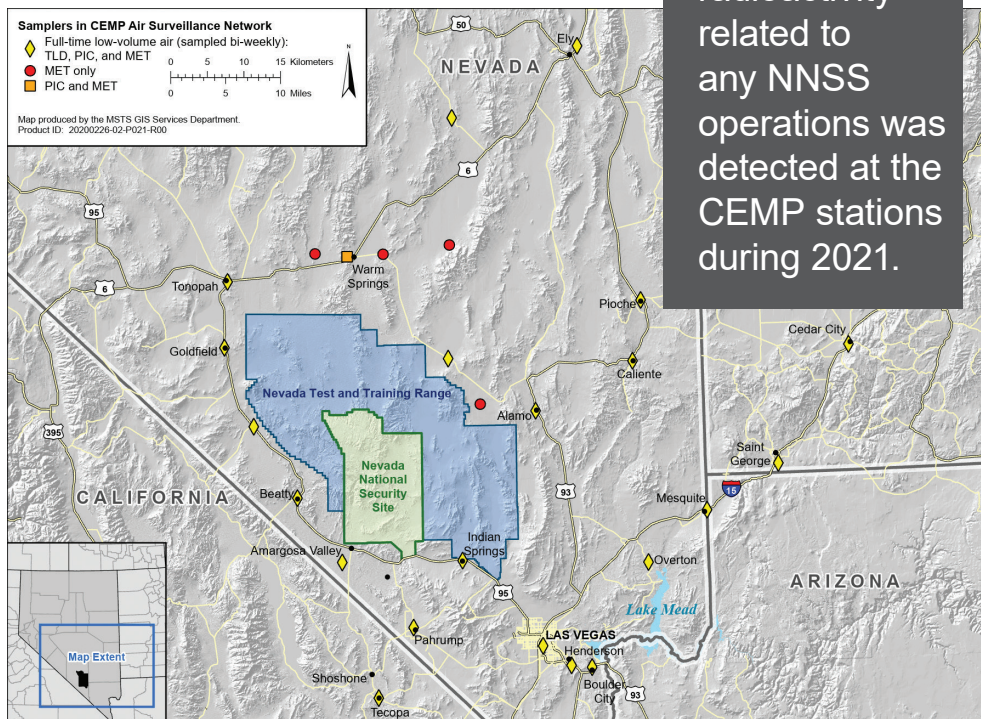 Samplers in CEMP Air Surveillance Network
Full-time low-volume air (sampled bi-weekly):
TLD, PIC, and MET
MET only
PIC and MET
0 5 10 15 Kilometers
0 5 10 Miles
N
Map produced by the MSTS GIS Services Department.
Product ID: 20200226-02-P021-R00
related to
any NNSS
operations was
detected at the
CEMP stations
during 2021.
50
Ely
NEVADA
6
95
Warm
Springs
Tonopah
6
Pioche
Cedar City
Goldfield
Caliente
Nevada Test and Training Range
Alamo
395
Saint
George
Nevada
National
Security
Site
CALIFORNIA
93
15
Beatty
Mesquite
Indian
Springs
Amargosa Valley
Overton
ARIZONA
95
Lake Mead
Pahrump
LAS VEGAS
Henderson
Map Extent
Shoshone
Boulder
City
93
Tecopa